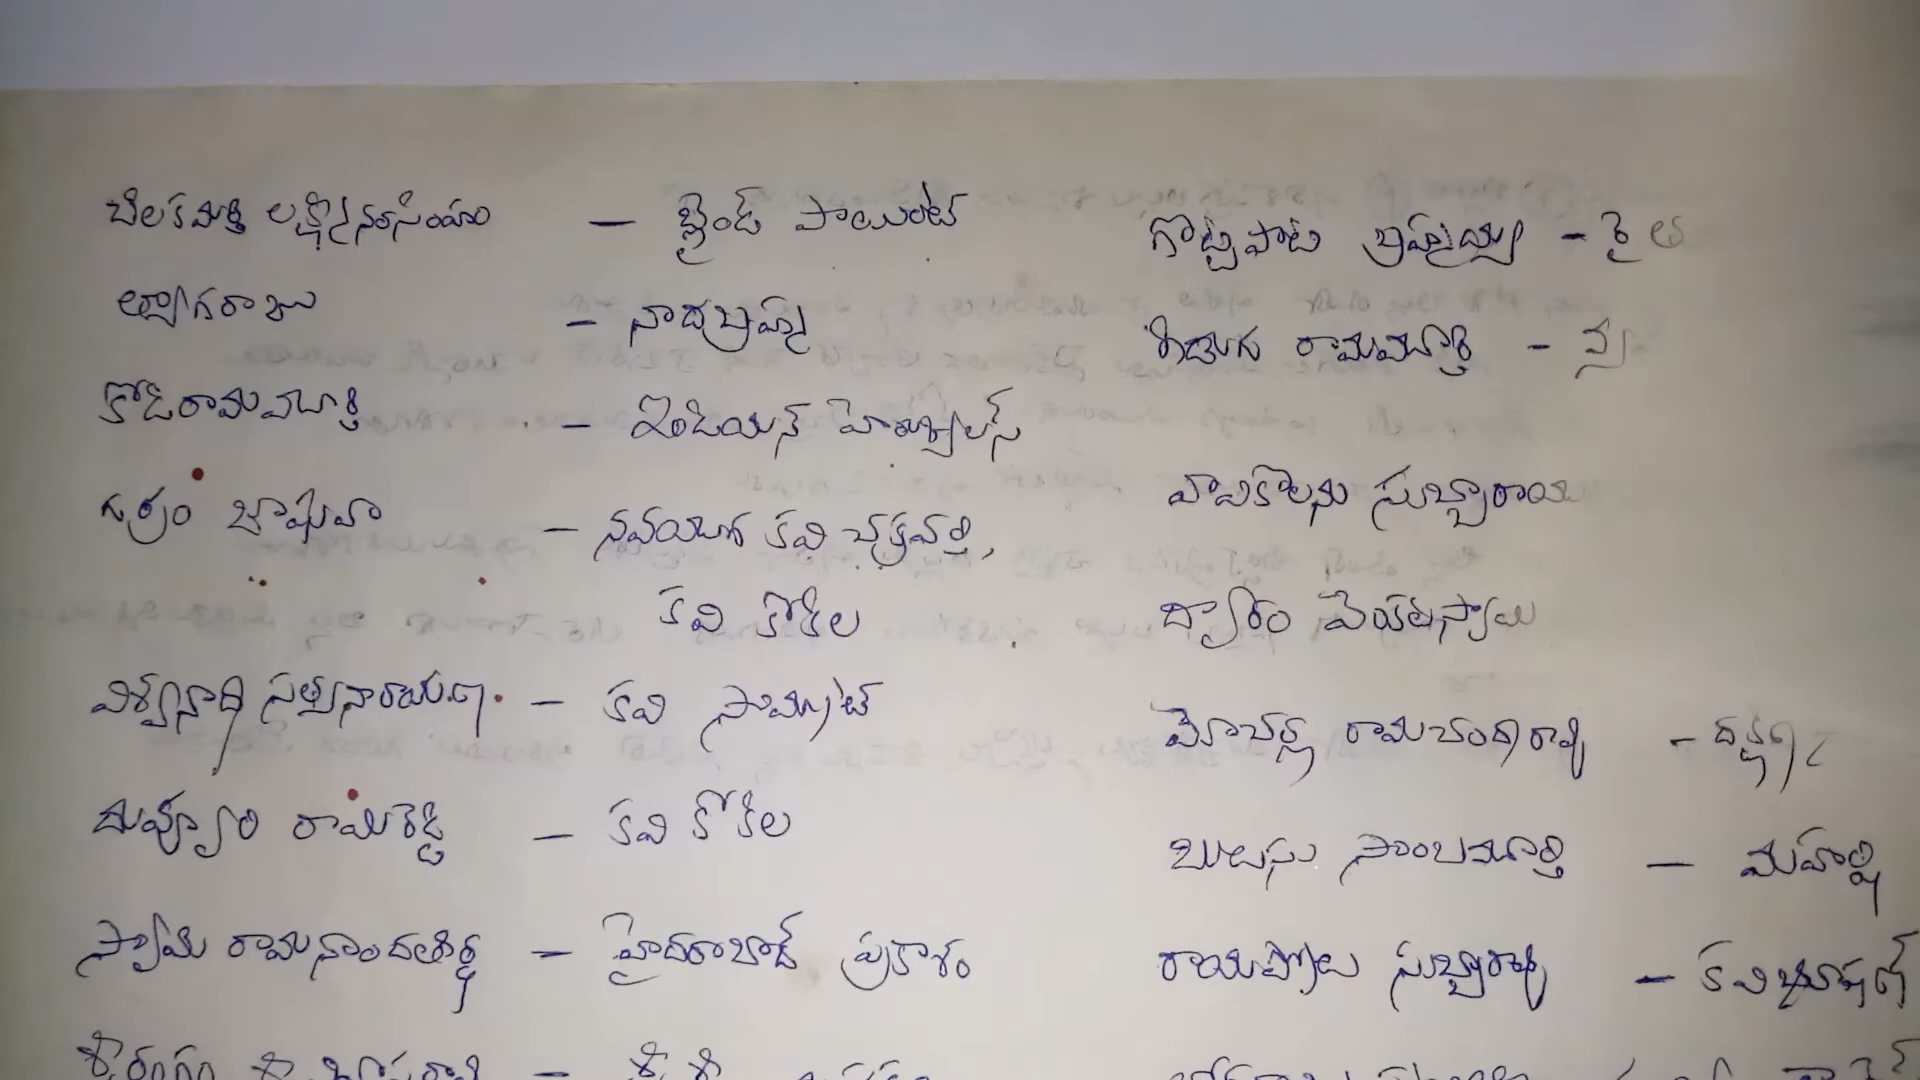 చిలకమర్తి లక్ష్మీనరసింహం – బ్లైండ్ పొయిట్
త్యాగరాజు – నాదబ్రహ్మ
కోడిరామమూర్తి – ఇండియన్ హెర్క్యులస్
గుర్రం జాషువా – నవయుగ కవి చక్రవర్తి,
కవి కోకిల
విశ్వనాథ సత్యనారాయణ – కవి సామ్రాట్
దువ్వూరి రామిరెడ్డి – కవి కోకిల
స్వామి రామానందతీర్థ – హైదరాబాద్ ప్రకాశం
గొట్టిపాటి బ్రహ్మయ్య – రైతు
గిడుగు రామమూర్తి –
వావికొలను సుబ్బారావు
ద్వారం వెంకటస్వామి
మోచర్ల రామచంద్రరావు – దక్షిణ
బులుసు సాంబమూర్తి – మహర్షి
రాయప్రోలు సుబ్బారావు – కవిభూషణ్